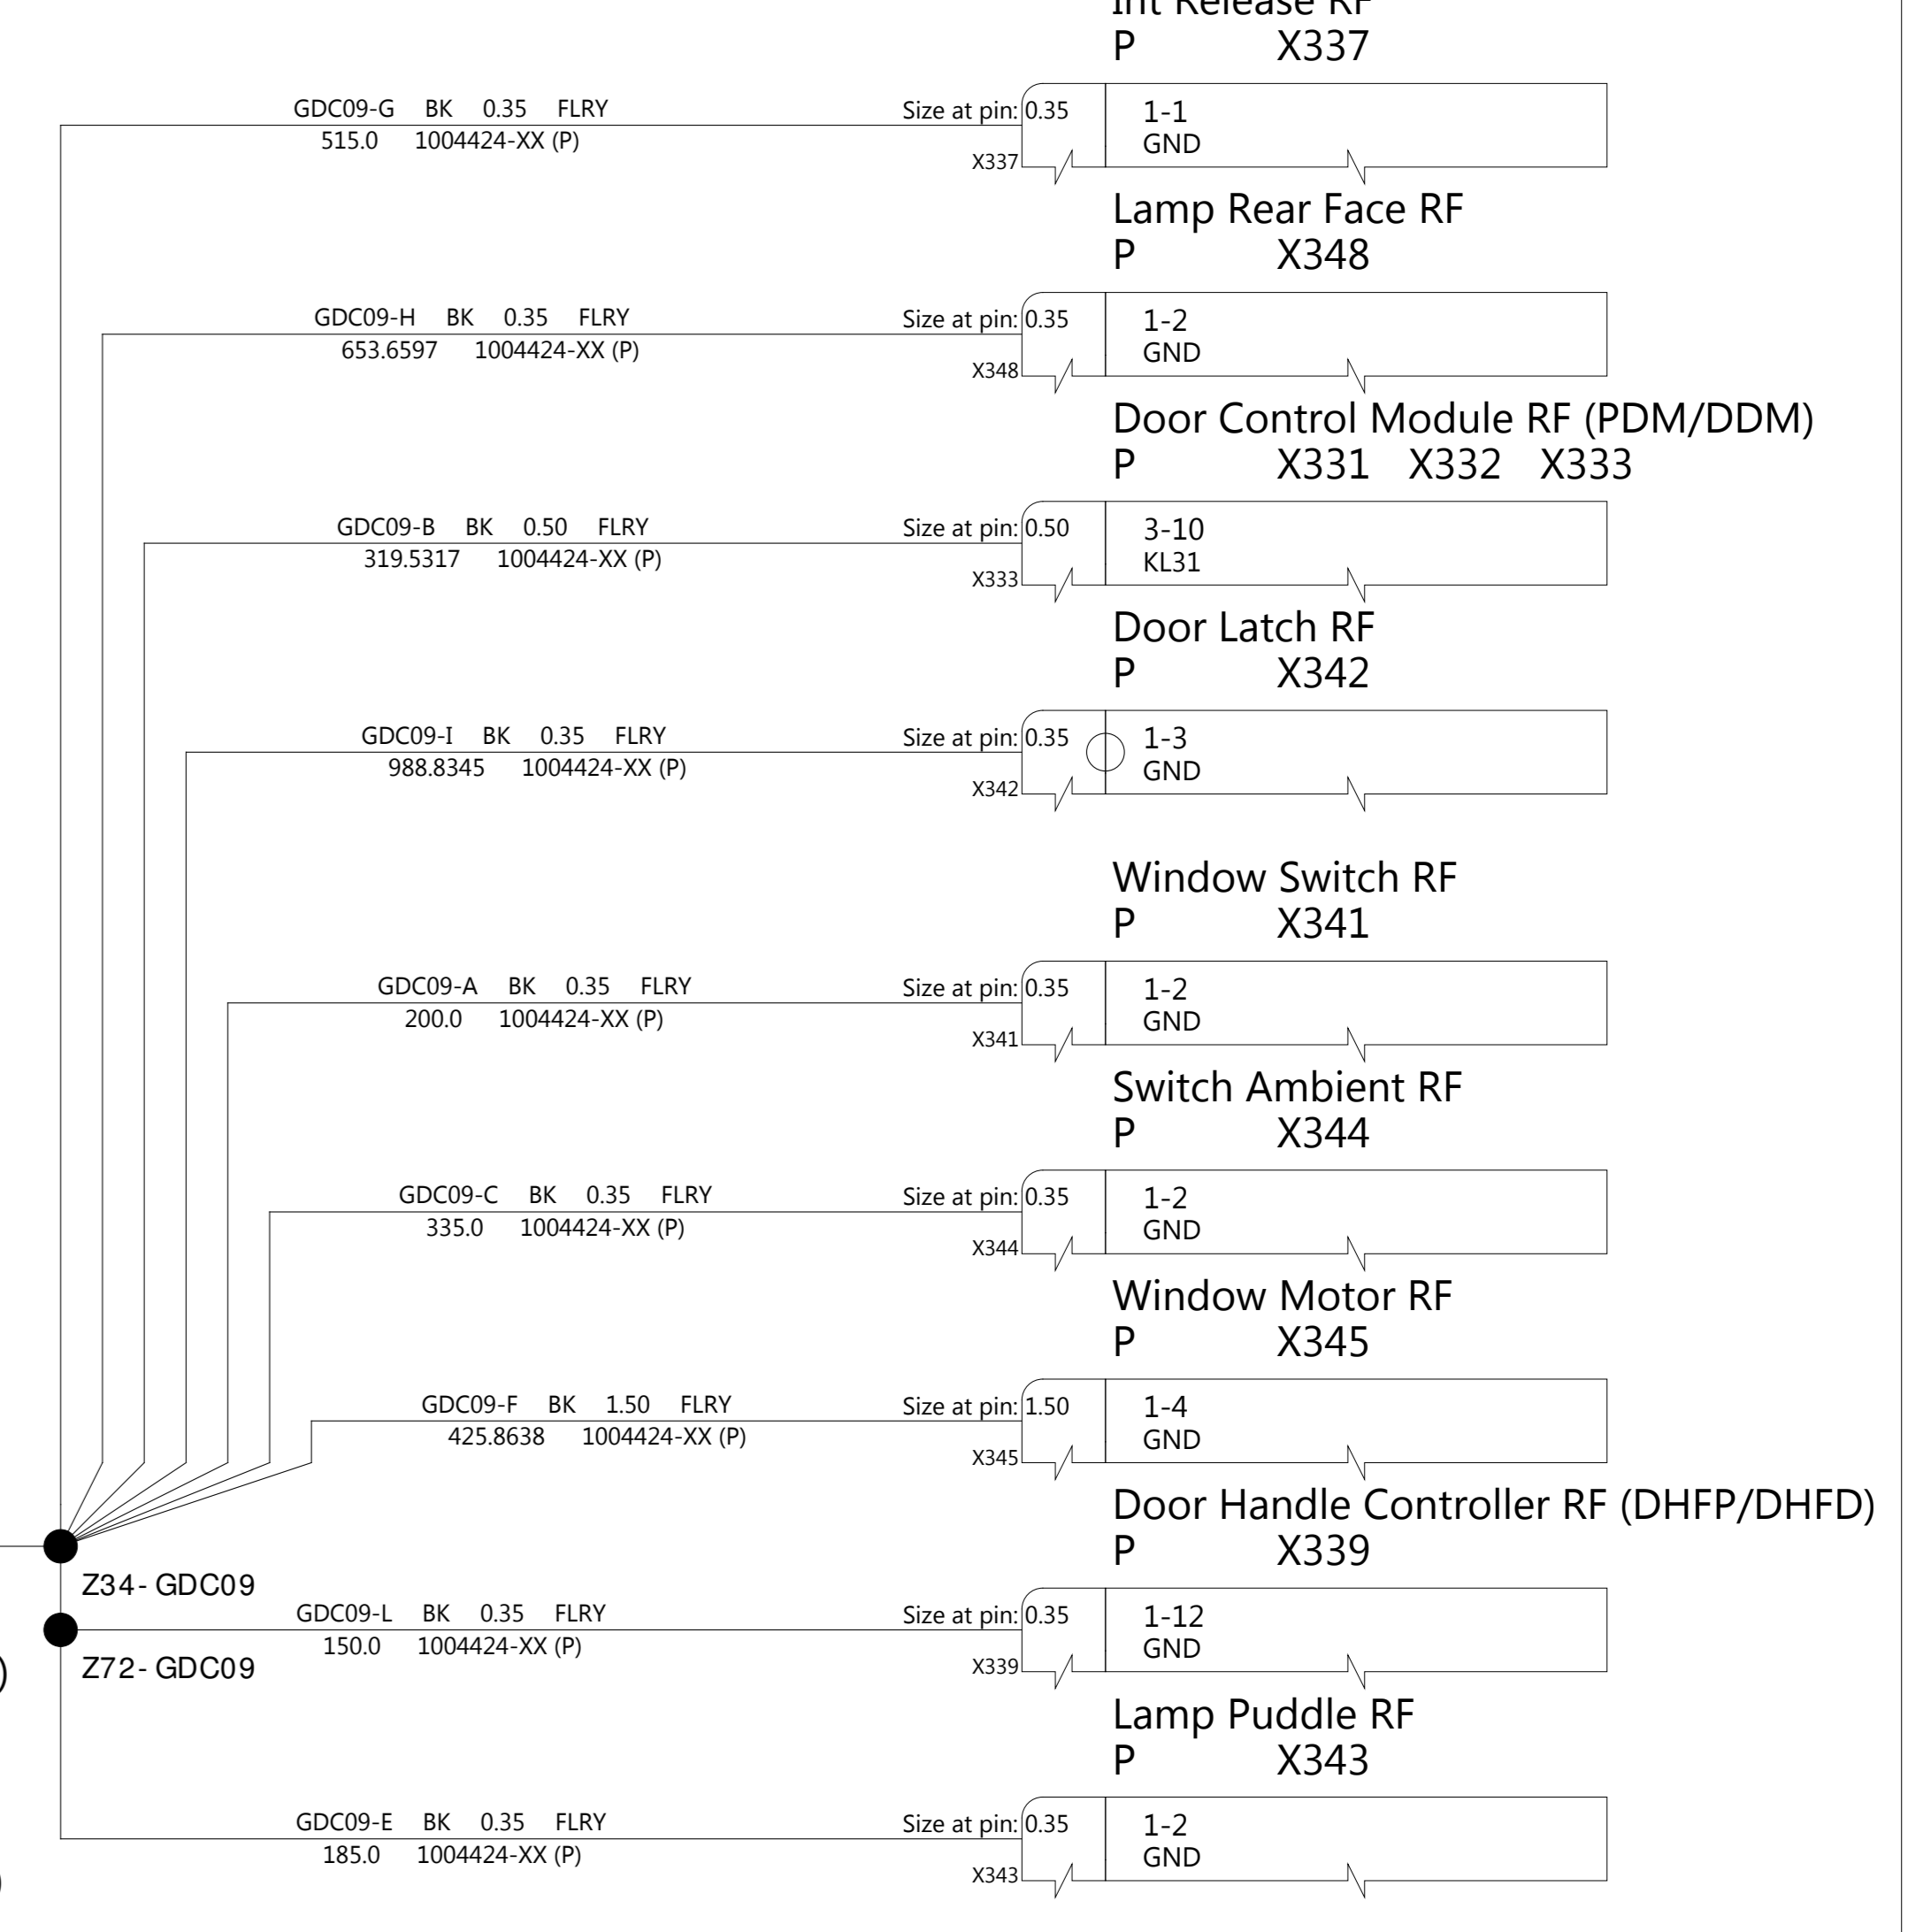 Int Release RF
P X337
GDC09-G BK 0.35 FLRY
515.0 1004424-XX (P)
Size at pin: 0.35
X337
1-1
GND
Lamp Rear Face RF
P X348
GDC09-H BK 0.35 FLRY
653.6597 1004424-XX (P)
Size at pin: 0.35
X348
1-2
GND
Door Control Module RF (PDM/DDM)
P X331 X332 X333
GDC09-B BK 0.50 FLRY
319.5317 1004424-XX (P)
Size at pin: 0.50
X333
3-10
KL31
Door Latch RF
P X342
GDC09-I BK 0.35 FLRY
988.8345 1004424-XX (P)
Size at pin: 0.35
X342
1-3
GND
Window Switch RF
P X341
GDC09-A BK 0.35 FLRY
200.0 1004424-XX (P)
Size at pin: 0.35
X341
1-2
GND
Switch Ambient RF
P X344
GDC09-C BK 0.35 FLRY
335.0 1004424-XX (P)
Size at pin: 0.35
X344
1-2
GND
Window Motor RF
P X345
GDC09-F BK 1.50 FLRY
425.8638 1004424-XX (P)
Size at pin: 1.50
X345
1-4
GND
Door Handle Controller RF (DHFP/DHFD)
P X339
Z34- GDC09
GDC09-L BK 0.35 FLRY
150.0 1004424-XX (P)
Size at pin: 0.35
X339
1-12
GND
Z72- GDC09
)
Lamp Puddle RF
P X343
GDC09-E BK 0.35 FLRY
185.0 1004424-XX (P)
Size at pin: 0.35
X343
1-2
GND
)